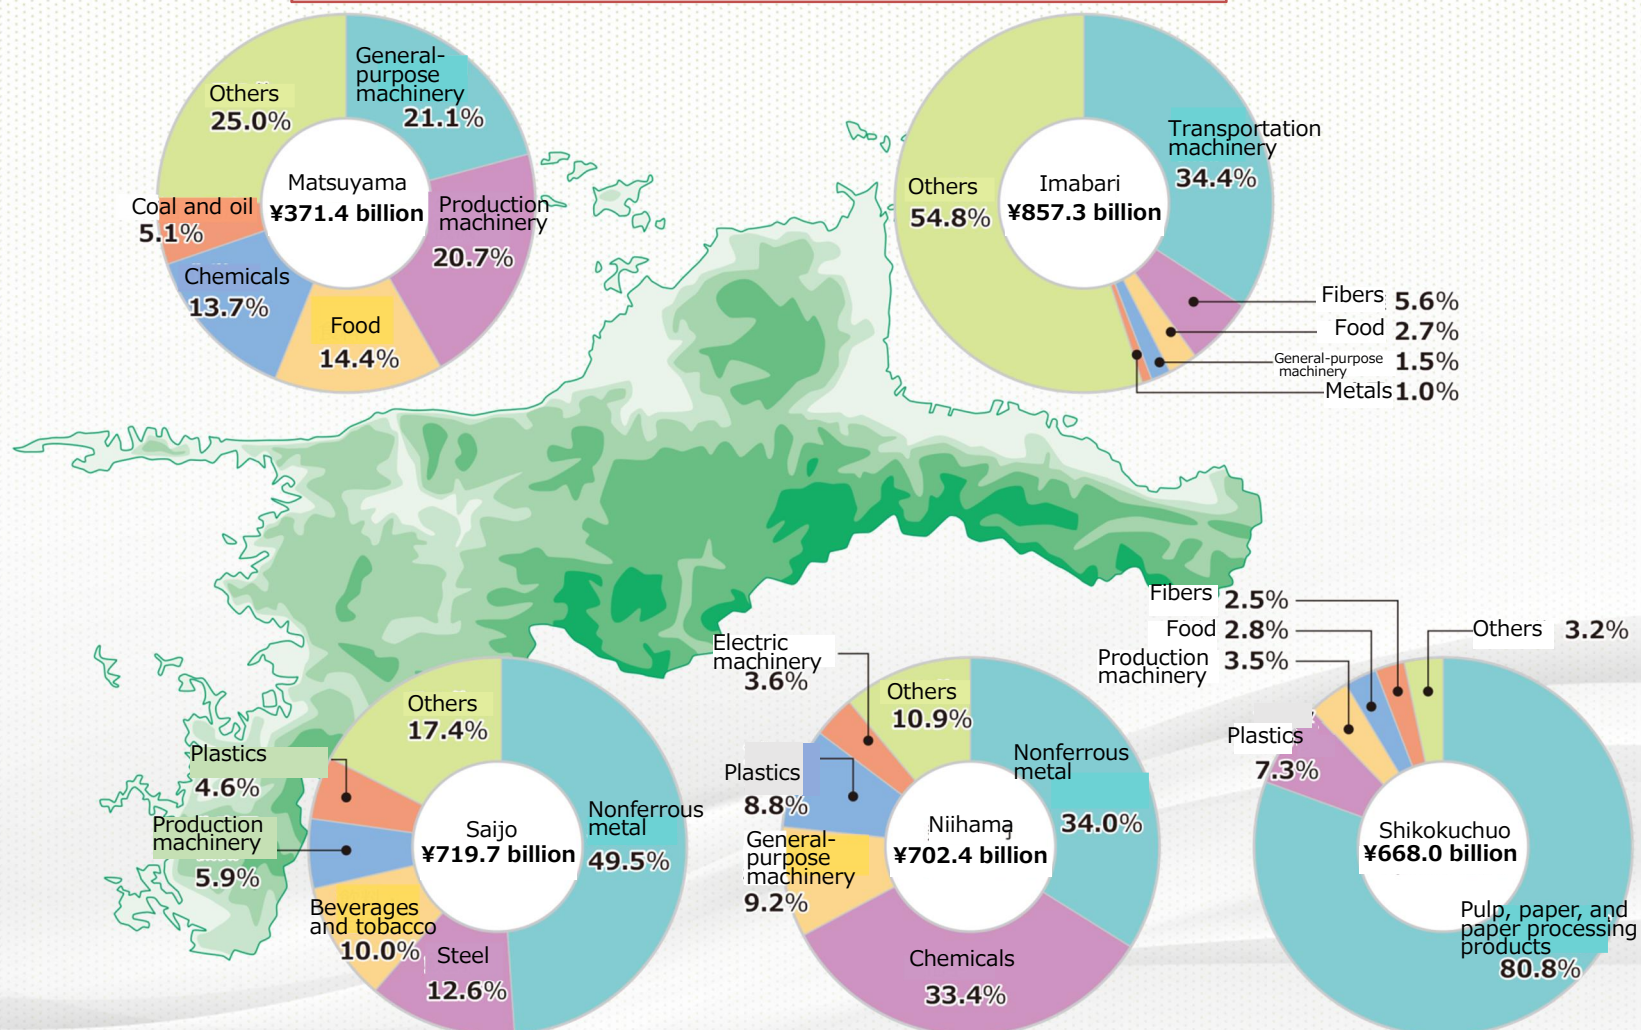 General-
purpose
machinery
21.1%
Others
25.0%
Matsuyama
¥371.4 billion
Production
machinery
20.7%
Coal and oil
5.1%
Chemicals
13.7%
Food
14.4%
Transportation
machinery
34.4%
Others
54.8%
Imabari
¥857.3 billion
Fibers 5.6%
Food 2.7%
General-purpose
machinery
1.5%
Metals 1.0%
Others
17.4%
Plastics
4.6%
Production
machinery
5.9%
Saijo
¥719.7 billion
Nonferrous
metal
49.5%
Beverages
and tobacco
10.0%
Steel
12.6%
Electric
machinery
3.6%
Others
10.9%
Nonferrous
metal
34.0%
Plastics
8.8%
General-
purpose
machinery
9.2%
Niihama
¥702.4 billion
Chemicals
33.4%
Fibers 2.5%
Food 2.8%
Production
machinery
3.5%
Others 3.2%
Plastics
7.3%
Shikokuchuo
¥668.0 billion
Pulp, paper, and
paper processing
products
80.8%